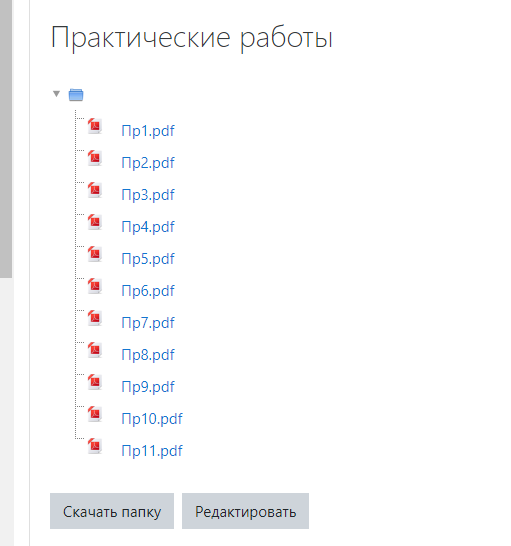 Практические работы
Пр1.pdf
Пр2.pdf
Пр3.pdf
Пр4.pdf
Пр5.pdf
Пр6.pdf
Пр7.pdf
Пр8.pdf
Пр9.pdf
Пр10.pdf
Пр11.pdf
Скачать папку Редактировать